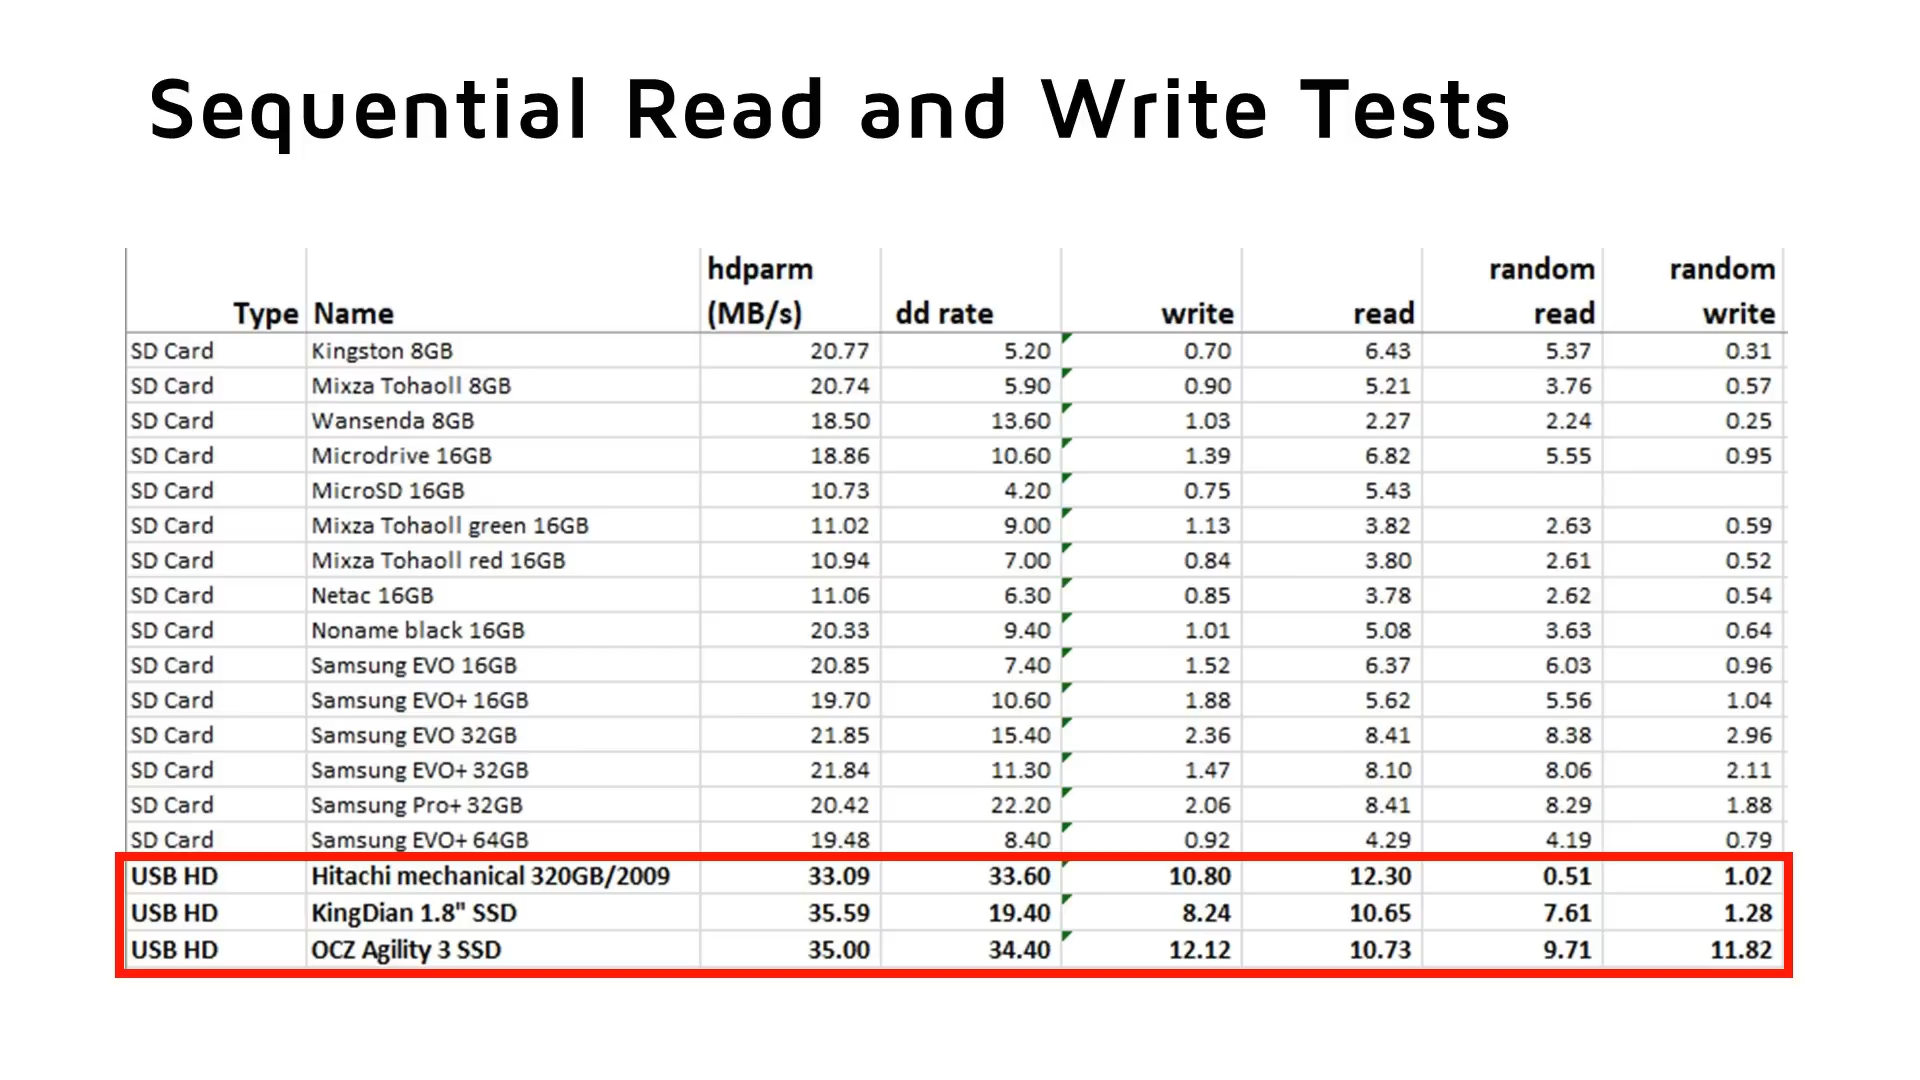 Sequential Read and Write Tests
Type Name hdparm (MB/s) dd rate write read random read random write
SD Card Kingston 8GB 20.77 5.20 0.70 6.43 5.37 0.31
SD Card Mixza Tohaoll 8GB 20.74 5.90 0.90 5.21 3.76 0.57
SD Card Wansenda 8GB 18.50 13.60 1.03 2.27 2.24 0.25
SD Card Microdrive 16GB 18.86 10.60 1.39 6.82 5.55 0.95
SD Card MicroSD 16GB 10.73 4.20 0.75 5.43
SD Card Mixza Tohaoll green 16GB 11.02 9.00 1.13 3.82 2.63 0.59
SD Card Mixza Tohaoll red 16GB 10.94 7.00 0.84 3.80 2.61 0.52
SD Card Netac 16GB 11.06 6.30 0.85 3.78 2.62 0.54
SD Card Noname black 16GB 20.33 9.40 1.01 5.08 3.63 0.64
SD Card Samsung EVO 16GB 20.85 7.40 1.52 6.37 6.03 0.96
SD Card Samsung EVO+ 16GB 19.70 10.60 1.88 5.62 5.56 1.04
SD Card Samsung EVO 32GB 21.85 15.40 2.36 8.41 8.38 2.96
SD Card Samsung EVO+ 32GB 21.84 11.30 1.47 8.10 8.06 2.11
SD Card Samsung Pro+ 32GB 20.42 22.20 2.06 8.41 8.29 1.88
SD Card Samsung EVO+ 64GB 19.48 8.40 0.92 4.29 4.19 0.79
USB HD Hitachi mechanical 320GB/2009 33.09 33.60 10.80 12.30 0.51 1.02
USB HD KingDian 1.8" SSD 35.59 19.40 8.24 10.65 7.61 1.28
USB HD OCZ Agility 3 SSD 35.00 34.40 12.12 10.73 9.71 11.82